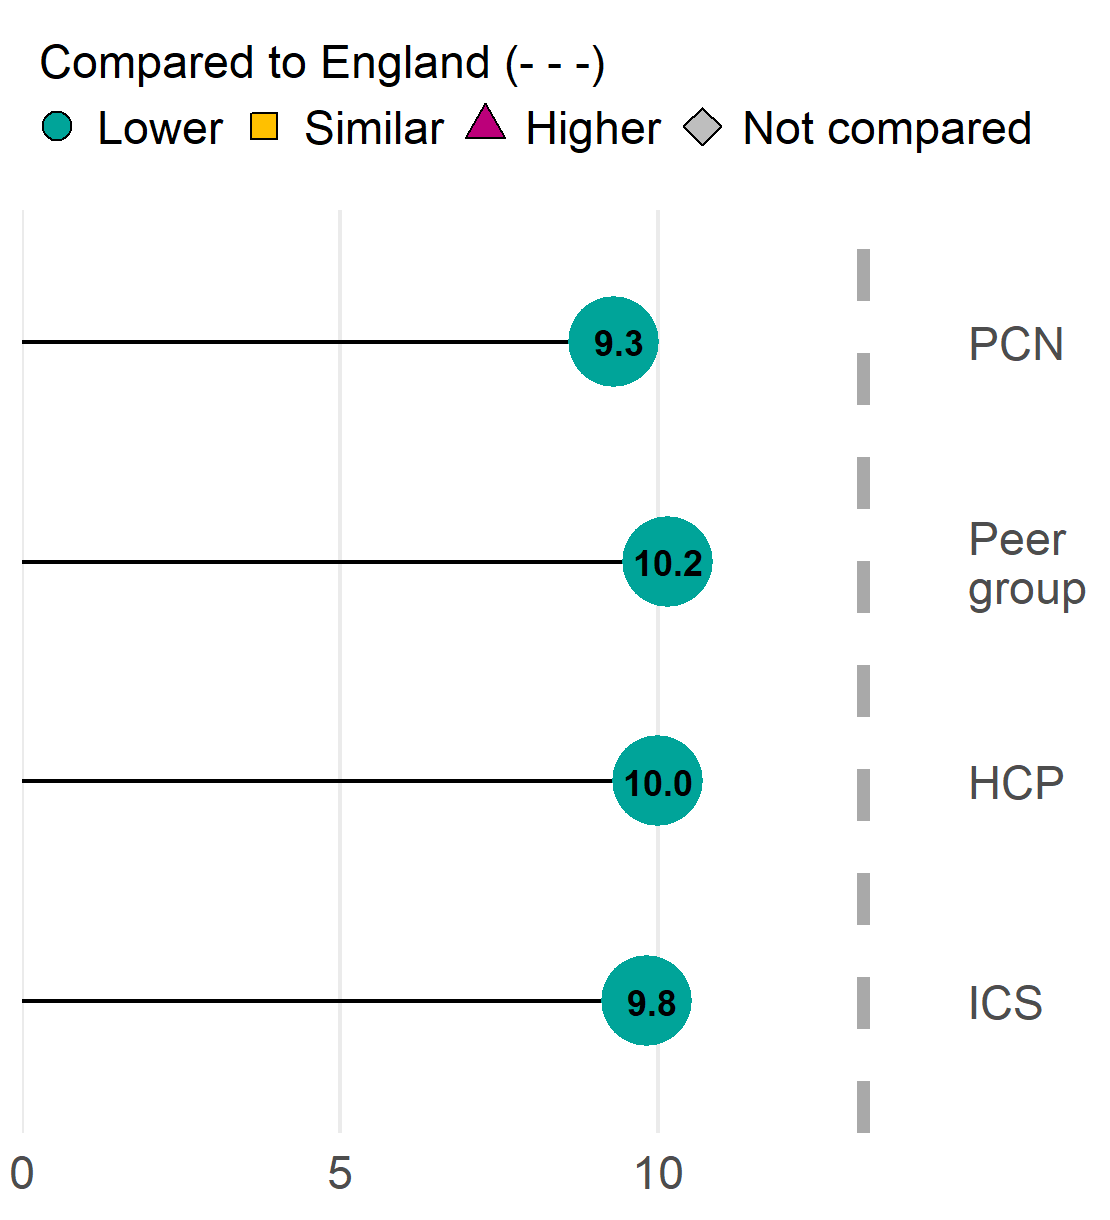 Compared to England (- - -)
Lower Similar Higher Not compared
9.3 PCN
10.2 Peer
group
10.0 HCP
9.8 ICS
0 5 10